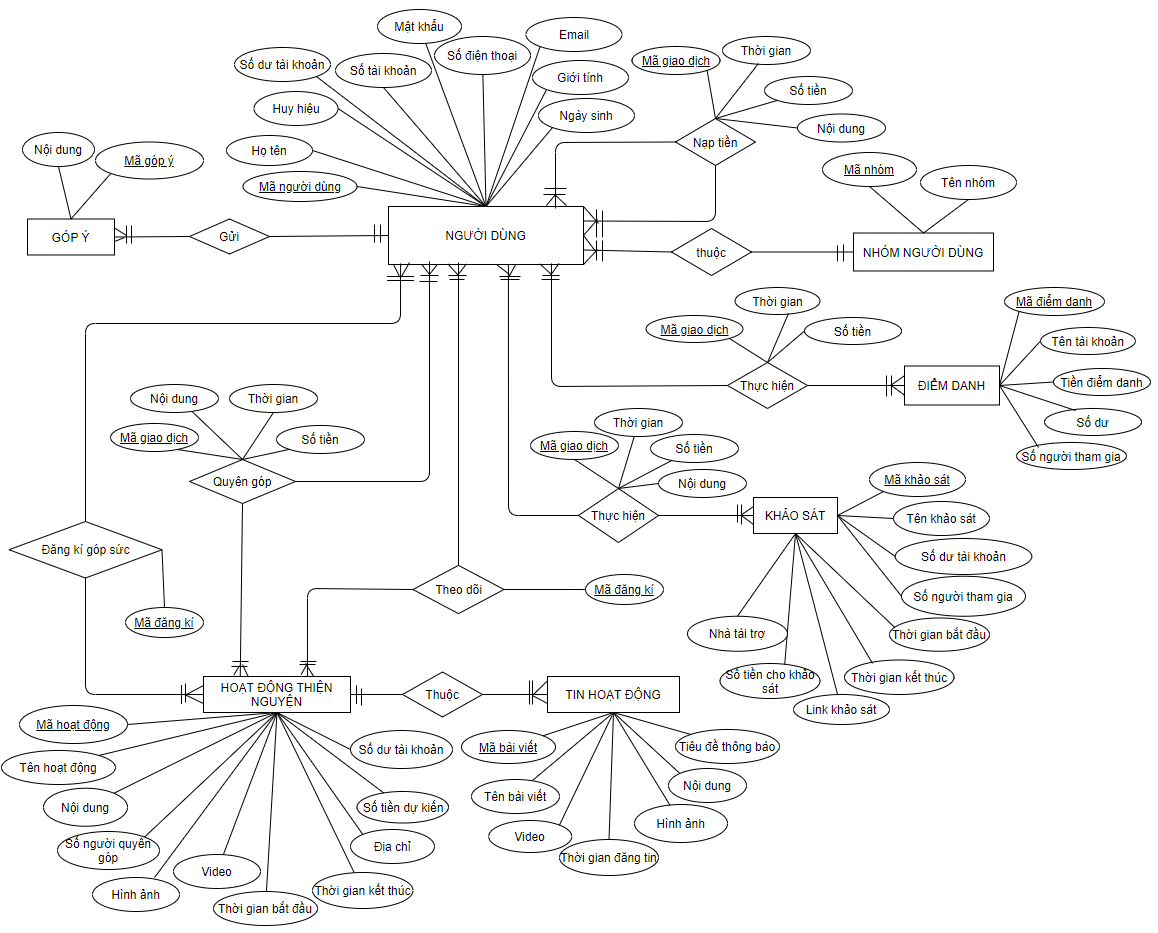 Mật khẩu
Email
Số điện thoại
Số dư tài khoản
Số tài khoản
Giới tính
Huy hiệu
Ngày sinh
Họ tên
Mã người dùng
Mã giao dịch
Thời gian
Số tiền
Nội dung
Nạp tiền
Nội dung
Mã góp ý
GÓP Ý
Gửi
NGƯỜI DÙNG
Mã nhóm
Tên nhóm
thuộc
NHÓM NGƯỜI DÙNG
Thời gian
Mã giao dịch
Số tiền
Thực hiện
Mã điểm danh
Tên tài khoản
ĐIỂM DANH
Tiền điểm danh
Số dư
Số người tham gia
Nội dung
Thời gian
Mã giao dịch
Số tiền
Quyên góp
Thời gian
Mã giao dịch
Số tiền
Nội dung
Thực hiện
KHẢO SÁT
Mã khảo sát
Tên khảo sát
Số dư tài khoản
Số người tham gia
Thời gian bắt đầu
Thời gian kết thúc
Link khảo sát
Số tiền cho khảo
sát
Nhà tài trợ
Đăng kí góp sức
Mã đăng kí
Theo dõi
Mã đăng kí
HOẠT ĐỘNG THIỆN
NGUYỆN
Thuộc
TIN HOẠT ĐỘNG
Mã hoạt động
Tên hoạt động
Nội dung
Số người quyên
góp
Hình ảnh
Video
Thời gian bắt đầu
Thời gian kết thúc
Địa chỉ
Số tiền dự kiến
Số dư tài khoản
Mã bài viết
Tên bài viết
Video
Thời gian đăng tin
Hình ảnh
Nội dung
Tiêu đề thông báo